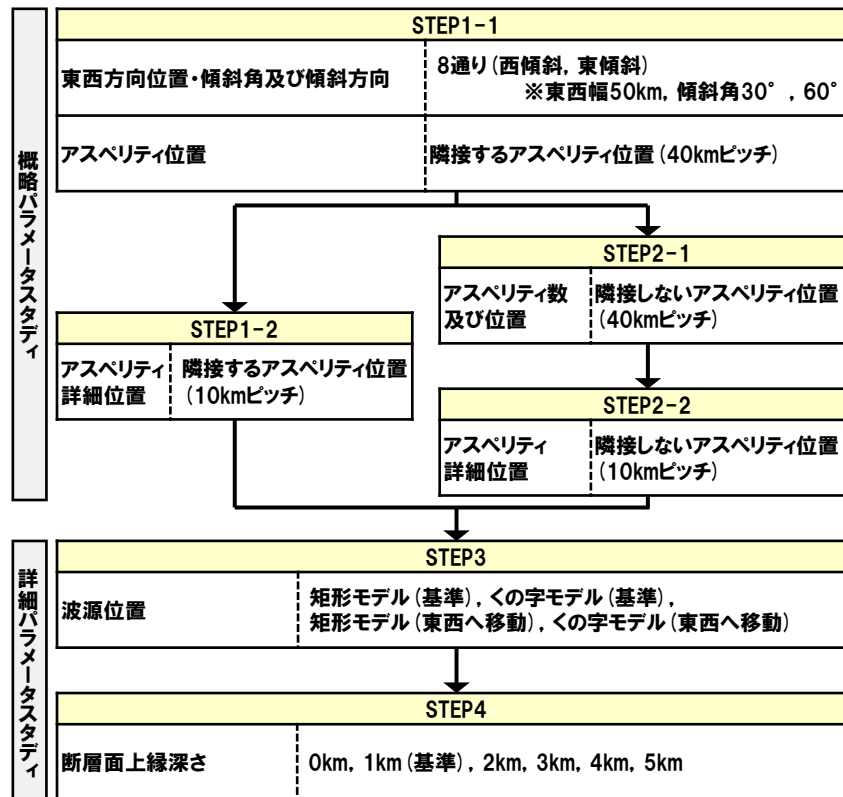 概略パラメータスタディ
STEP1-1
東西方向位置・傾斜角及び傾斜方向
8通り(西傾斜, 東傾斜)
※東西幅50km, 傾斜角30°, 60°
アスペリティ位置
隣接するアスペリティ位置(40kmピッチ)
STEP2-1
アスペリティ数
及び位置
隣接しないアスペリティ位置
(40kmピッチ)
STEP1-2
アスペリティ
詳細位置
隣接するアスペリティ位置
(10kmピッチ)
STEP2-2
アスペリティ
詳細位置
隣接しないアスペリティ位置
(10kmピッチ)
詳細パラメータスタディ
STEP3
波源位置
矩形モデル(基準), くの字モデル(基準),
矩形モデル(東西へ移動), くの字モデル(東西へ移動)
STEP4
断層面上縁深さ
0km, 1km(基準), 2km, 3km, 4km, 5km